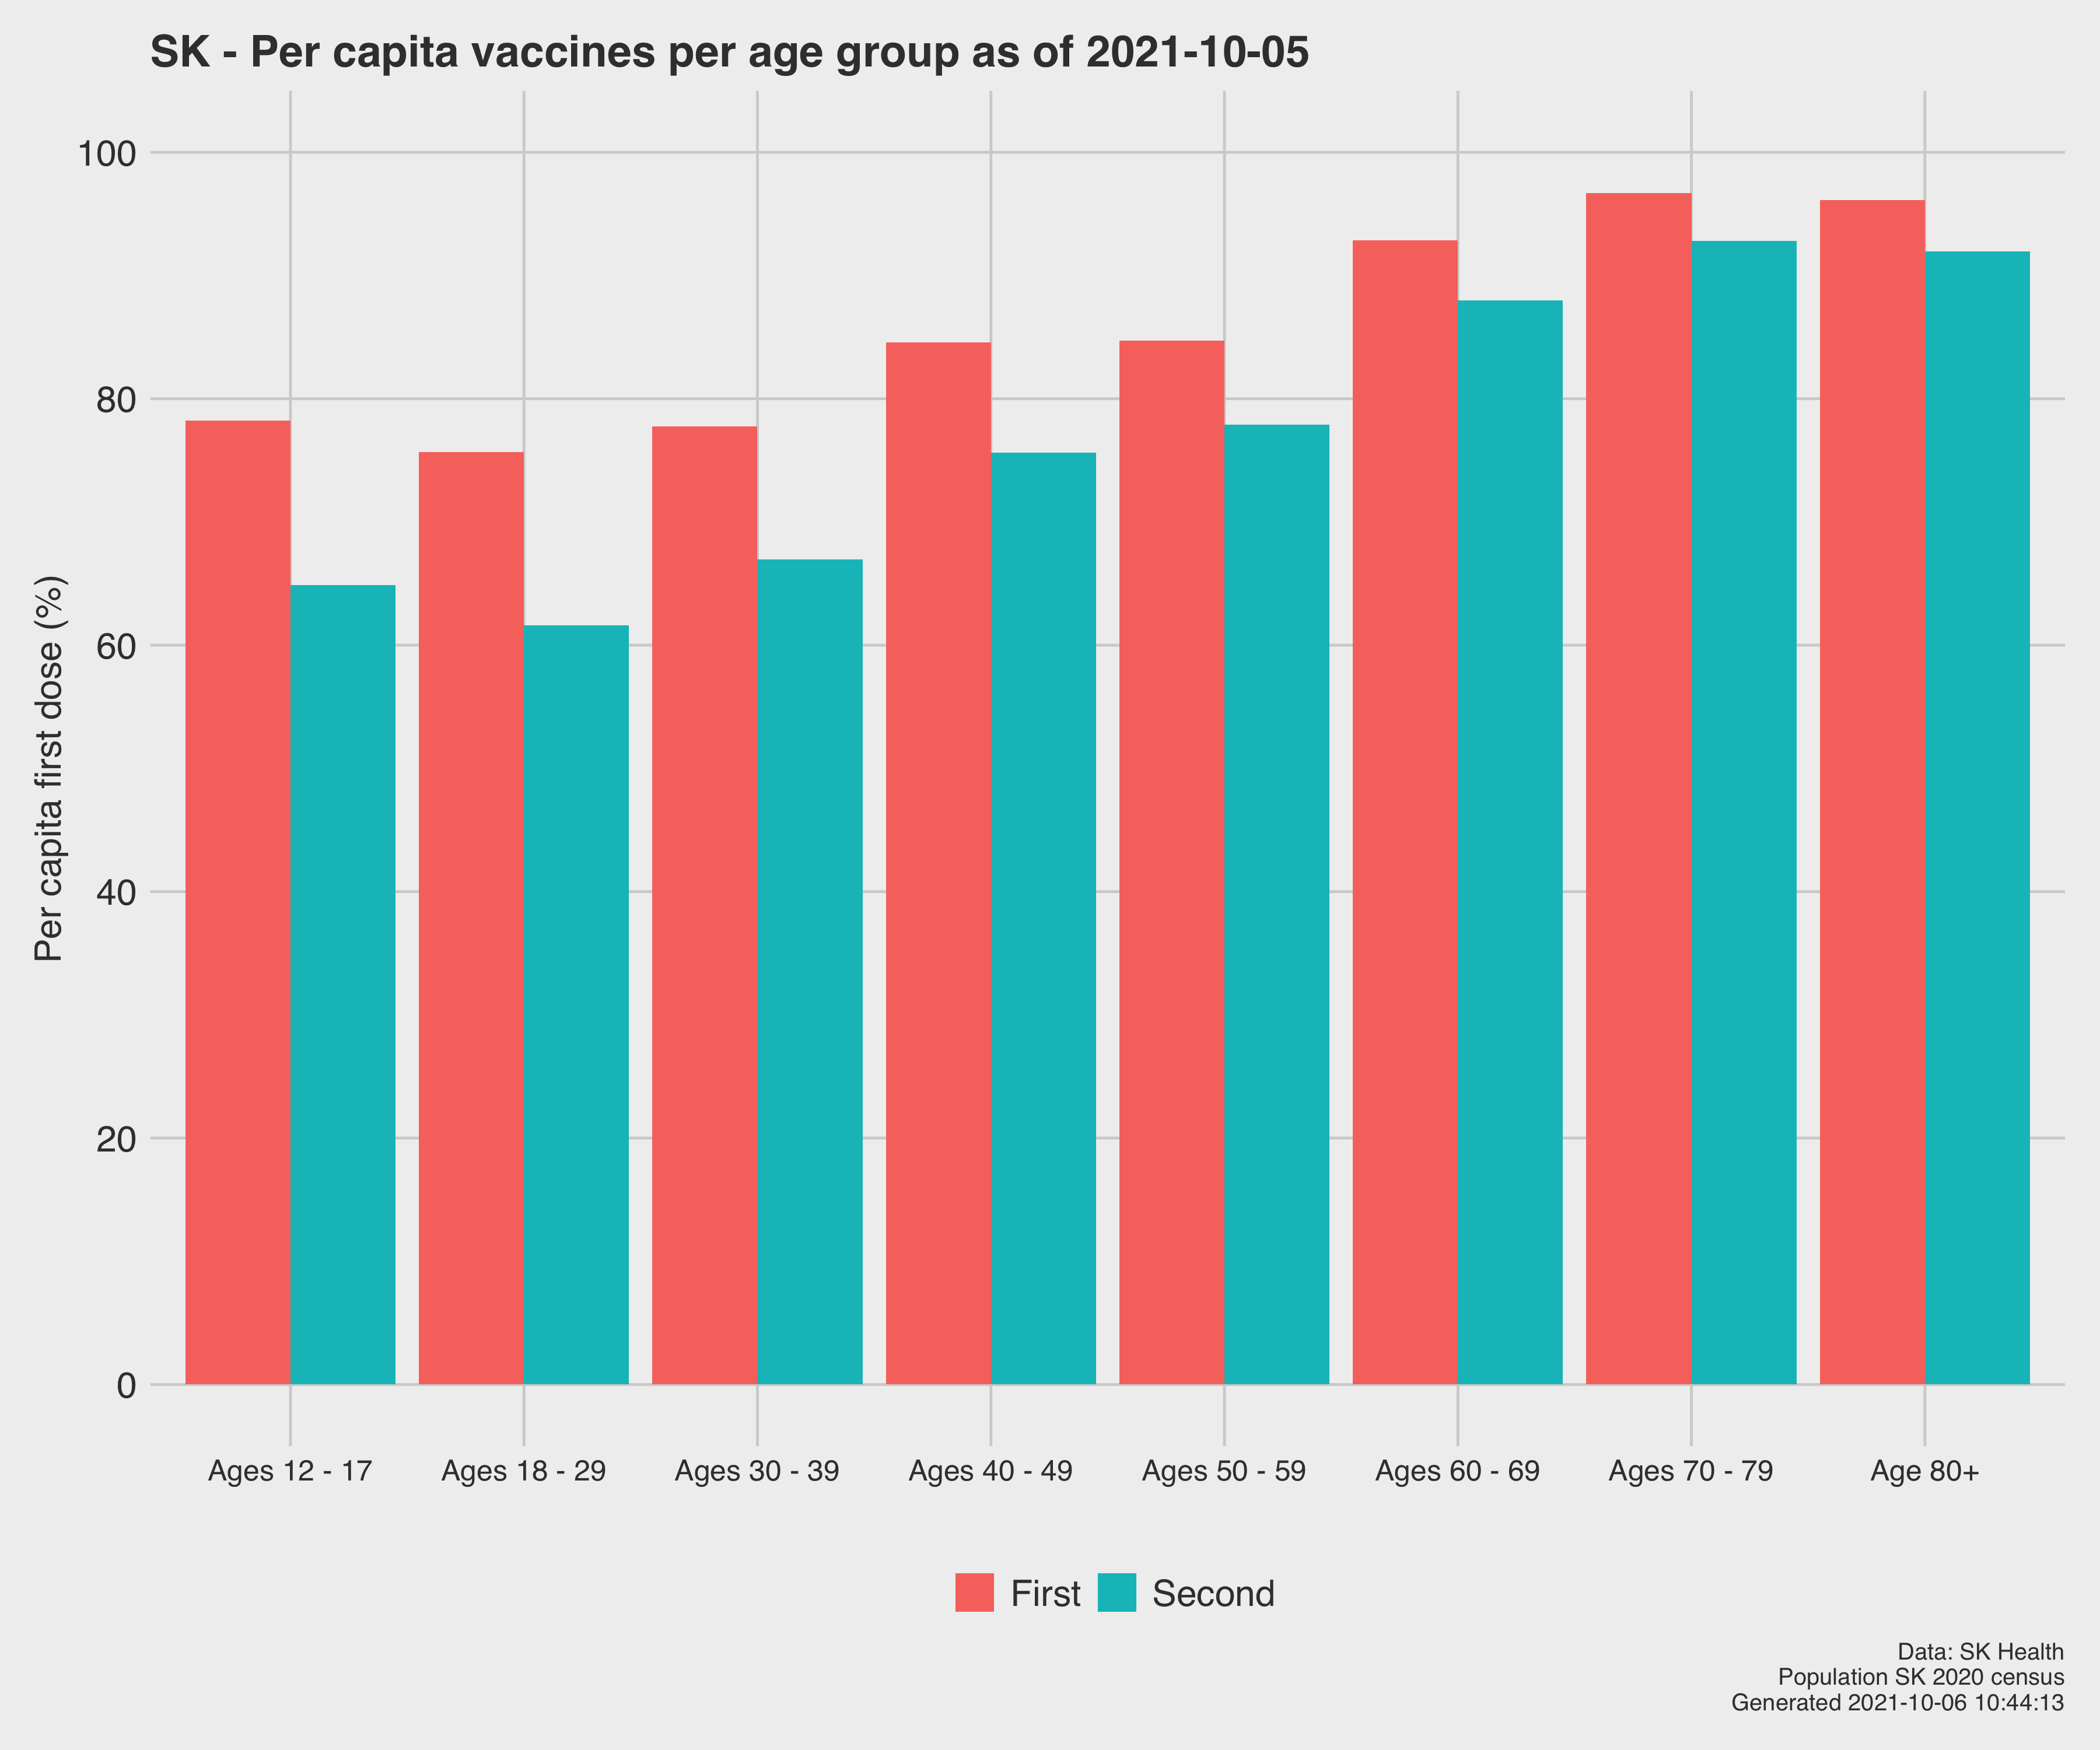 SK - Per capita vaccines per age group as of 2021-10-05
Per capita first dose (%)
100
80
60
40
20
0
Ages 12 - 17
Ages 18 - 29
Ages 30 - 39
Ages 40 - 49
Ages 50 - 59
Ages 60 - 69
Ages 70 - 79
Age 80+
First
Second
Data: SK Health
Population SK 2020 census
Generated 2021-10-06 10:44:13